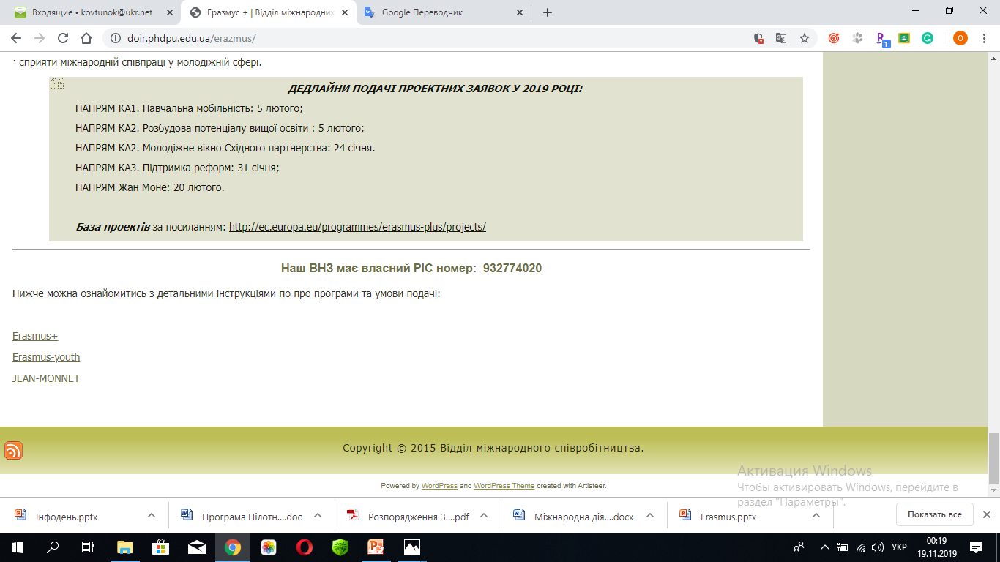 Входящие • kovtunok@ukr.net
Еразмус + | Відділ міжнародних
Google Переводчик
doir.phdpu.edu.ua/erazmus/
· сприяти міжнародній співпраці у молодіжній сфері.
ДЕДЛАЙНИ ПОДАЧІ ПРОЕКТНИХ ЗАЯВОК У 2019 РОЦІ:
НАПРЯМ КА1. Навчальна мобільність: 5 лютого;
НАПРЯМ КА2. Розбудова потенціалу вищої освіти : 5 лютого;
НАПРЯМ КА2. Молодіжне вікно Східного партнерства: 24 січня.
НАПРЯМ КА3. Підтримка реформ: 31 січня;
НАПРЯМ Жан Моне: 20 лютого.
База проектів за посиланням: http://ec.europa.eu/programmes/erasmus-plus/projects/
Наш ВНЗ має власний РІС номер: 932774020
Нижче можна ознайомитись з детальними інструкціями по про програми та умови подачі:
Erasmus+
Erasmus-youth
JEAN-MONNET
Copyright © 2015 Відділ міжнародного співробітництва.
Powered by WordPress and WordPress Theme created with Artisteer.
Активация Windows
Чтобы активировать Windows, перейдите в
раздел "Параметры".
Інфодень.pptx
Програма Пілотн....doc
Розпорядження З....pdf
Міжнародна дія....docx
Erasmus.pptx
Показать все
УКР
00:19
19.11.2019